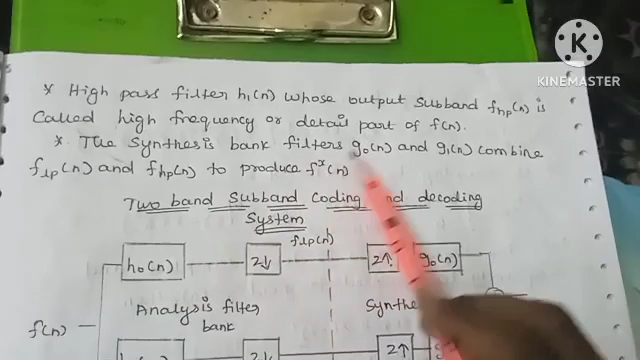 K
KINEMASTER
* High pass filter h₁(n) whose output subband fhp(n) is
called high frequency or detail part of f(n).
* The synthesis bank filters g₀(n) and g₁(n) combine
fLp(n) and fhp(n) to produce f^x(n)
Two band Subband Coding and decoding
System
fLp(n)
h₀(n) 2↓ 2↑ g₀(n)
Analysis filter
bank
f(n)
2↓ 2↑